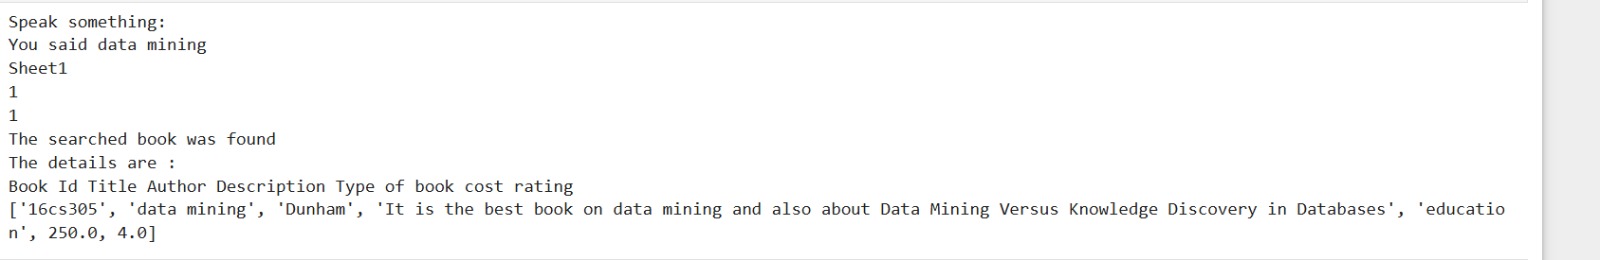 Speak something:
You said data mining
Sheet1
1
1
The searched book was found
The details are :
Book Id Title Author Description Type of book cost rating
['16cs305', 'data mining', 'Dunham', 'It is the best book on data mining and also about Data Mining Versus Knowledge Discovery in Databases', 'educatio
n', 250.0, 4.0]